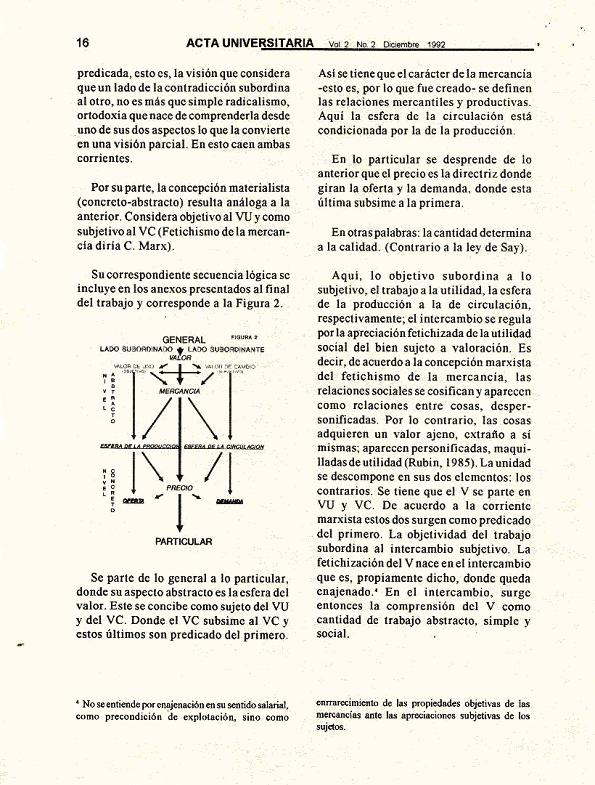 16 ACTA UNIVERSITARIA Vol 2 No. 2 Diciembre 1992
predicada, esto es, la visión que considera
que un lado de la contradicción subordina
al otro, no es más que simple radicalismo,
ortodoxia que nace de comprenderla desde
uno de sus dos aspectos lo que la convierte
en una visión parcial. En esto caen ambas
corrientes.
Por su parte, la concepción materialista
(concreto-abstracto) resulta análoga a la
anterior. Considera objetivo al VU y como
subjetivo al VC (Fetichismo de la mercan-
cía diría C. Marx).
Su correspondiente secuencia lógica se
incluye en los anexos presentados al final
del trabajo y corresponde a la Figura 2.
GENERAL FIGURA 2
LADO SUBORDINADO LADO SUBORDINANTE
VALOR
VALOR DE USO VALOR DE CAMBIO
(OBJETIVO)
NIVEL ABSTRACTO
MERCANCIA
ESFERA DE LA PRODUCCION ESFERA DE LA CIRCULACION
NIVEL CONCRETO
PRECIO
OFERTA DEMANDA
PARTICULAR
Se parte de lo general a lo particular,
donde su aspecto abstracto es la esfera del
valor. Este se concibe como sujeto del VU
y del VC. Donde el VC subsime al VC y
estos últimos son predicado del primero.
Así se tiene que el carácter de la mercancía
-esto es, por lo que fue creado- se definen
las relaciones mercantiles y productivas.
Aquí la esfera de la circulación está
condicionada por la de la producción.
En lo particular se desprende de lo
anterior que el precio es la directriz donde
giran la oferta y la demanda, donde esta
última subsime a la primera.
En otras palabras: la cantidad determina
a la calidad. (Contrario a la ley de Say).
Aquí, lo objetivo subordina a lo
subjetivo, el trabajo a la utilidad, la esfera
de la producción a la de circulación,
respectivamente; el intercambio se regula
por la apreciación fetichizada de la utilidad
social del bien sujeto a valoración. Es
decir, de acuerdo a la concepción marxista
del fetichismo de la mercancía, las
relaciones sociales se cosifican y aparecen
como relaciones entre cosas, desper-
sonificadas. Por lo contrario, las cosas
adquieren un valor ajeno, extraño a sí
mismas; aparecen personificadas, maqui-
lladas de utilidad (Rubin, 1985). La unidad
se descompone en sus dos elementos: los
contrarios. Se tiene que el V se parte en
VU y VC. De acuerdo a la corriente
marxista estos dos surgen como predicado
del primero. La objetividad del trabajo
subordina al intercambio subjetivo. La
fetichización del V nace en el intercambio
que es, propiamente dicho, donde queda
enajenado.⁴ En el intercambio, surge
entonces la comprensión del V como
cantidad de trabajo abstracto, simple y
social.
⁴ No se entiende por enajenación en su sentido salarial,
como precondición de explotación, sino como
enrrarecimiento de las propiedades objetivas de las
mercancías ante las apreciaciones subjetivas de los
sujetos.